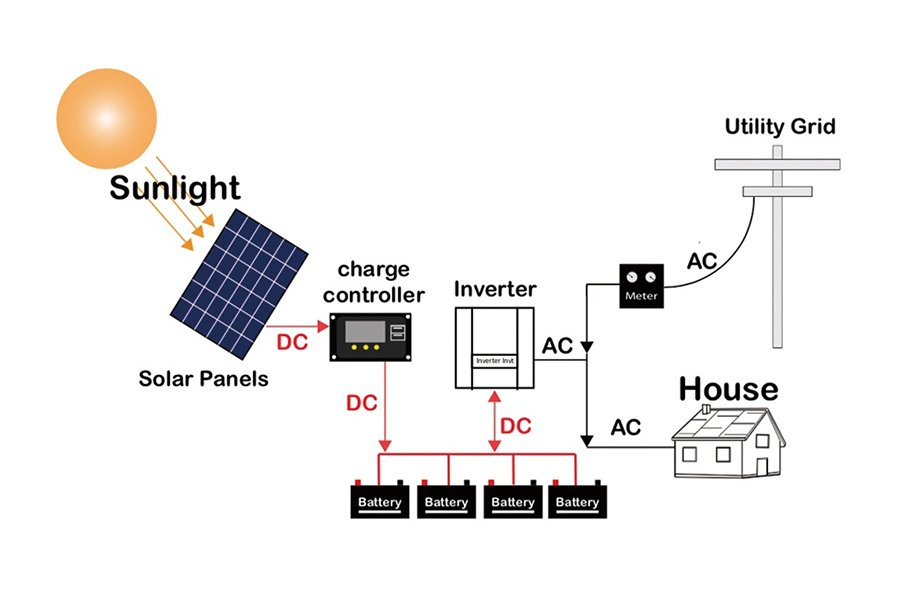 Utility Grid
Sunlight
AC
charge
controller
Inverter
Meter
DC
AC
Inverter Invt
Solar Panels
House
DC
DC
AC
Battery
Battery
Battery
Battery